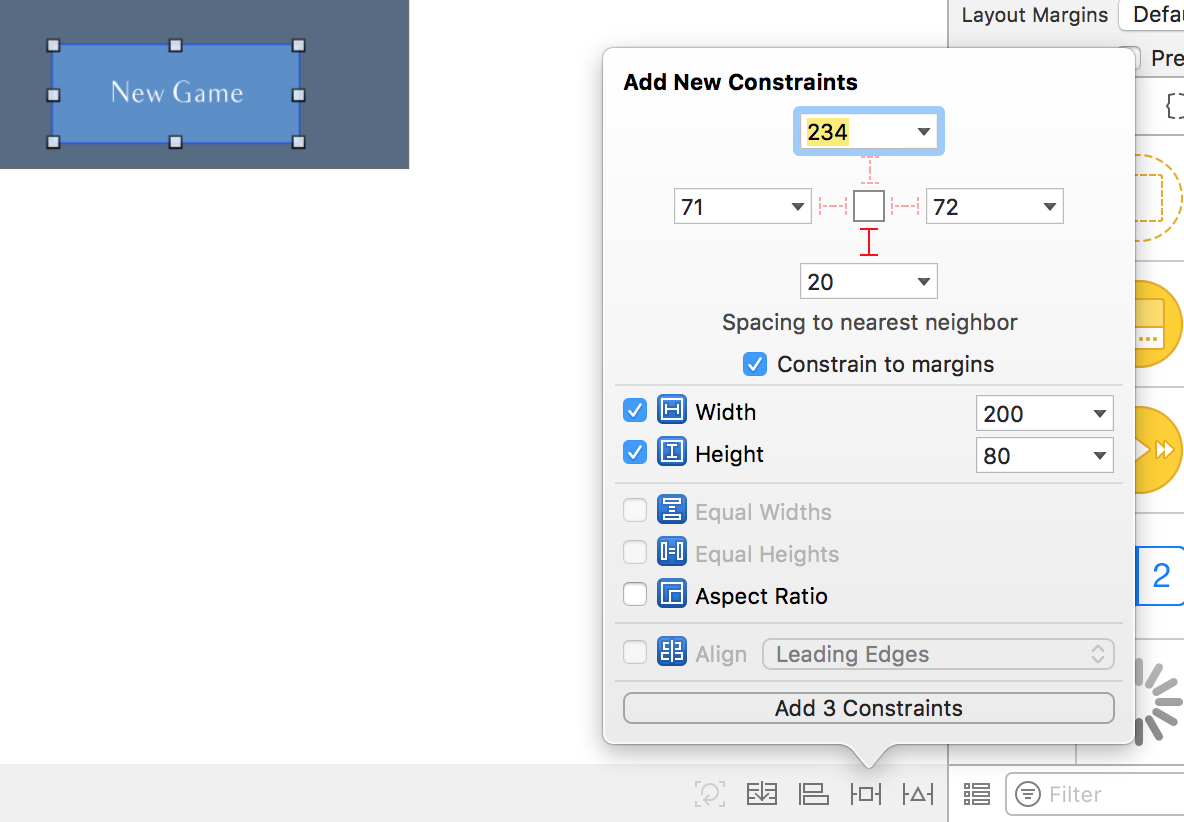 Layout Margins Defau
Pre
New Game
Add New Constraints
234
71
72
20
Spacing to nearest neighbor
Constrain to margins
Width 200
Height 80
Equal Widths
Equal Heights
Aspect Ratio
Align Leading Edges
Add 3 Constraints
2
Filter